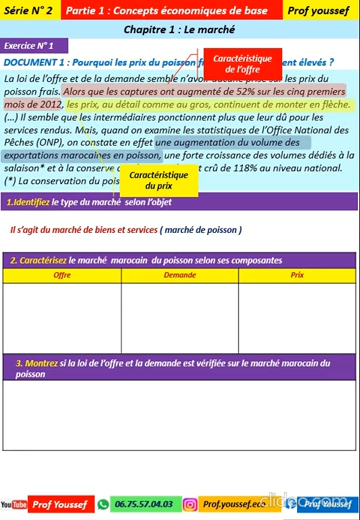 Série N° 2
Partie 1 : Concepts économiques de base
Prof youssef
Chapitre 1 : Le marché
Exercice N° 1
Caractéristique de l'offre
DOCUMENT 1 : Pourquoi les prix du poisson f ment élevés ?
La loi de l'offre et de la demande semble n'avoir aucune prise sur les prix du
poisson frais. Alors que les captures ont augmenté de 52% sur les cinq premiers
mois de 2012, les prix, au détail comme au gros, continuent de monter en flèche.
(...) Il semble que les intermédiaires ponctionnent plus que leur dû pour les
services rendus. Mais, quand on examine les statistiques de l'Office National des
Pêches (ONP), on constate en effet une augmentation du volume des
exportations marocaines en poisson, une forte croissance des volumes dédiés à la
salaison* et à la conserve crû de 118% au niveau national.
(*) La conservation du pois
Caractéristique du prix
1.Identifiez le type du marché selon l'objet
Il s'agit du marché de biens et services ( marché de poisson )
2. Caractérisez le marché marocain du poisson selon ses composantes
Offre Demande Prix
3. Montrez si la loi de l'offre et la demande est vérifiée sur le marché marocain du
poisson
YouTube Prof Youssef 06.75.57.04.03 Prof.youssef.eco Prof Youssef